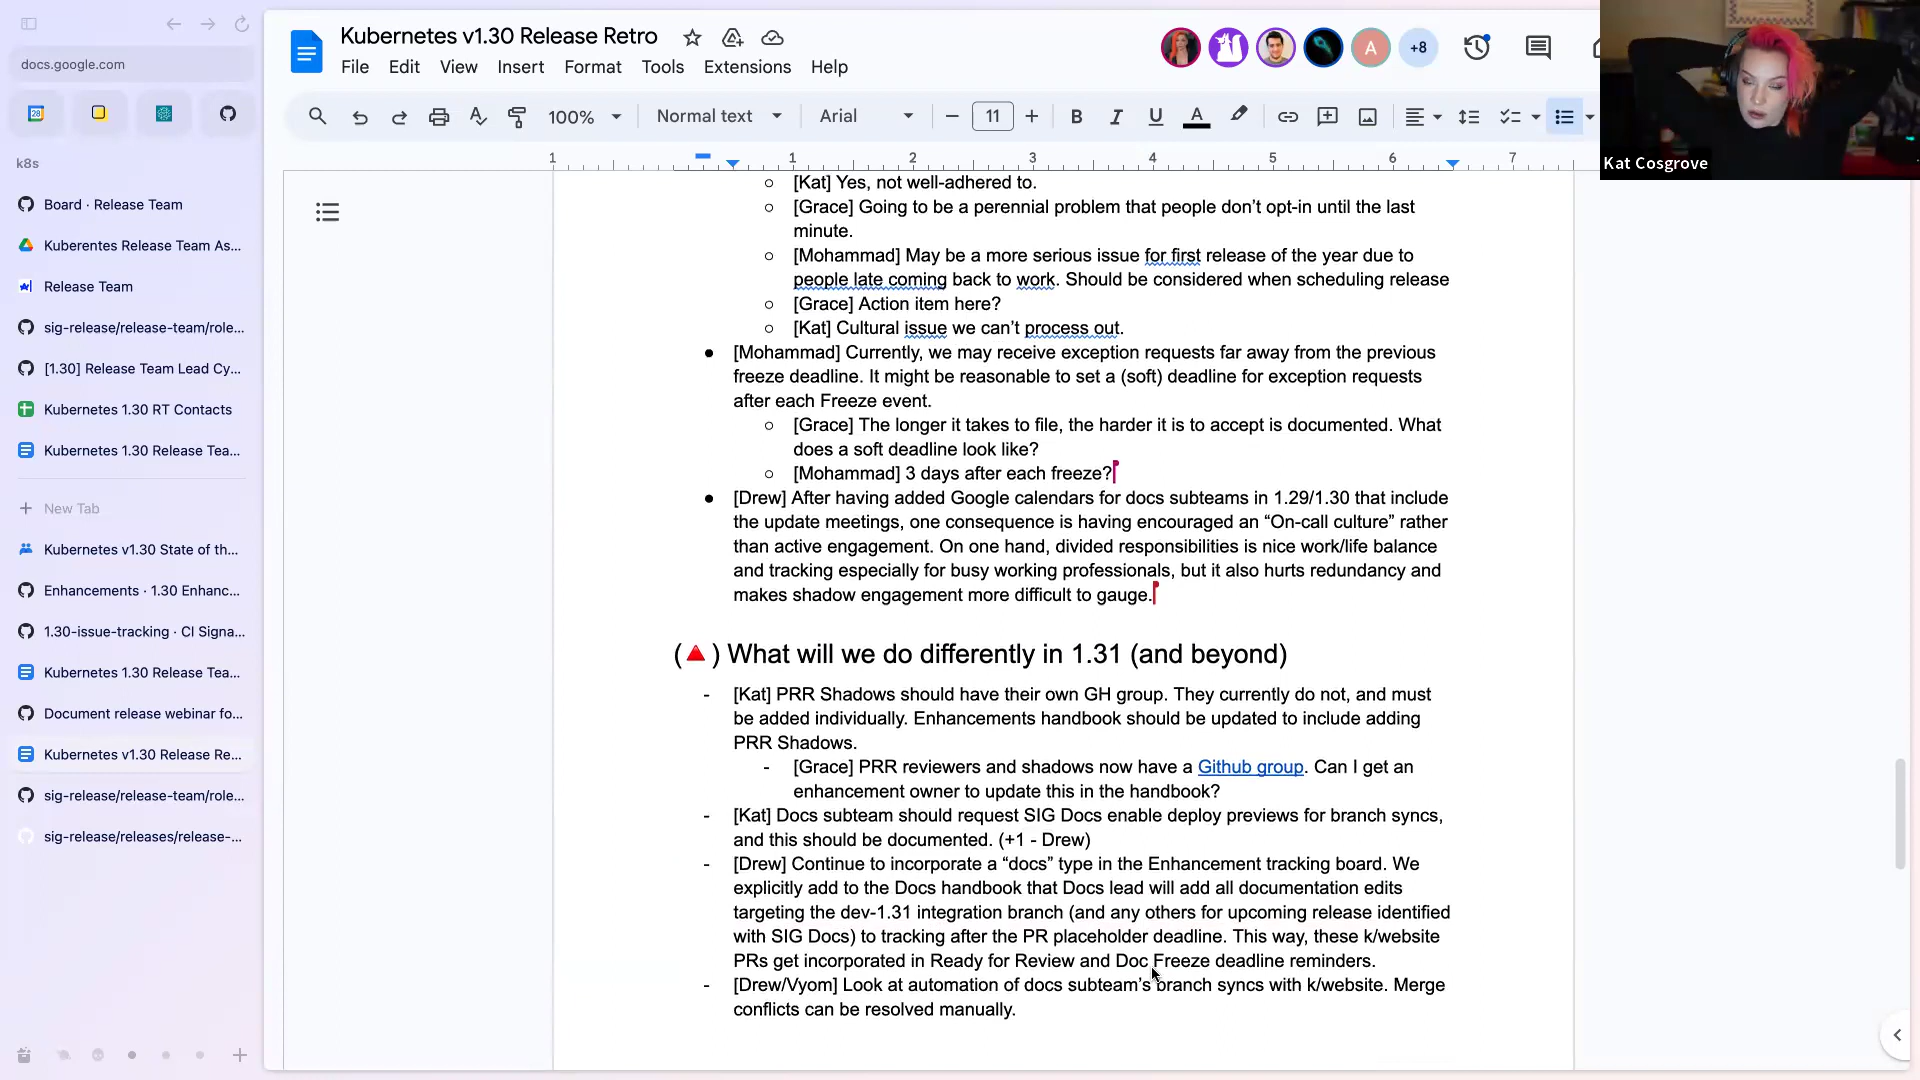 docs.google.com
28
k8s
Board · Release Team
Kuberentes Release Team As...
Release Team
sig-release/release-team/role...
[1.30] Release Team Lead Cy...
Kubernetes 1.30 RT Contacts
Kubernetes 1.30 Release Tea...
New Tab
Kubernetes v1.30 State of th...
Enhancements · 1.30 Enhanc...
1.30-issue-tracking · CI Signa...
Kubernetes 1.30 Release Tea...
Document release webinar fo...
Kubernetes v1.30 Release Re...
sig-release/release-team/role...
sig-release/releases/release-...
Kubernetes v1.30 Release Retro
File Edit View Insert Format Tools Extensions Help
A
+8
100% Normal text Arial 11 B I U A
1 1 2 3 4 5 6 7
Kat Cosgrove
○ [Kat] Yes, not well-adhered to.
○ [Grace] Going to be a perennial problem that people don’t opt-in until the last
minute.
○ [Mohammad] May be a more serious issue for first release of the year due to
people late coming back to work. Should be considered when scheduling release
○ [Grace] Action item here?
○ [Kat] Cultural issue we can’t process out.
● [Mohammad] Currently, we may receive exception requests far away from the previous
freeze deadline. It might be reasonable to set a (soft) deadline for exception requests
after each Freeze event.
○ [Grace] The longer it takes to file, the harder it is to accept is documented. What
does a soft deadline look like?
○ [Mohammad] 3 days after each freeze?
● [Drew] After having added Google calendars for docs subteams in 1.29/1.30 that include
the update meetings, one consequence is having encouraged an “On-call culture” rather
than active engagement. On one hand, divided responsibilities is nice work/life balance
and tracking especially for busy working professionals, but it also hurts redundancy and
makes shadow engagement more difficult to gauge.
(🔺) What will we do differently in 1.31 (and beyond)
- [Kat] PRR Shadows should have their own GH group. They currently do not, and must
be added individually. Enhancements handbook should be updated to include adding
PRR Shadows.
- [Grace] PRR reviewers and shadows now have a Github group. Can I get an
enhancement owner to update this in the handbook?
- [Kat] Docs subteam should request SIG Docs enable deploy previews for branch syncs,
and this should be documented. (+1 - Drew)
- [Drew] Continue to incorporate a “docs” type in the Enhancement tracking board. We
explicitly add to the Docs handbook that Docs lead will add all documentation edits
targeting the dev-1.31 integration branch (and any others for upcoming release identified
with SIG Docs) to tracking after the PR placeholder deadline. This way, these k/website
PRs get incorporated in Ready for Review and Doc Freeze deadline reminders.
- [Drew/Vyom] Look at automation of docs subteam’s branch syncs with k/website. Merge
conflicts can be resolved manually.